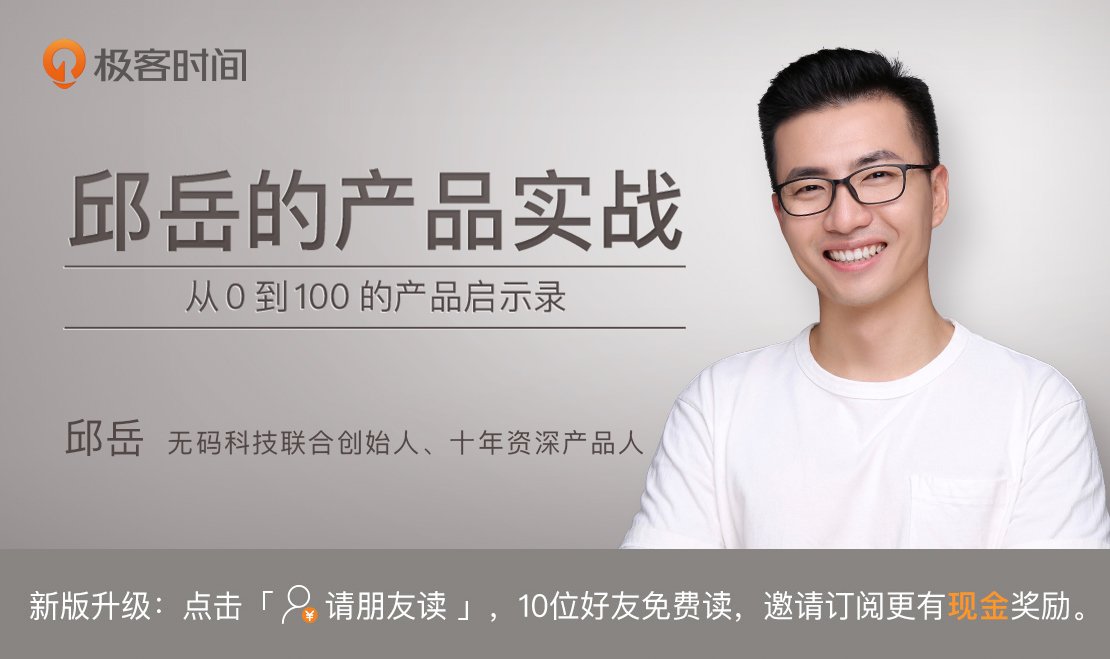 极客时间
邱岳的产品实战
从 0 到 100 的产品启示录
邱岳 无码科技联合创始人、十年资深产品人
新版升级：点击「 ¥ 请朋友读 」，10位好友免费读，邀请订阅更有现金奖励。